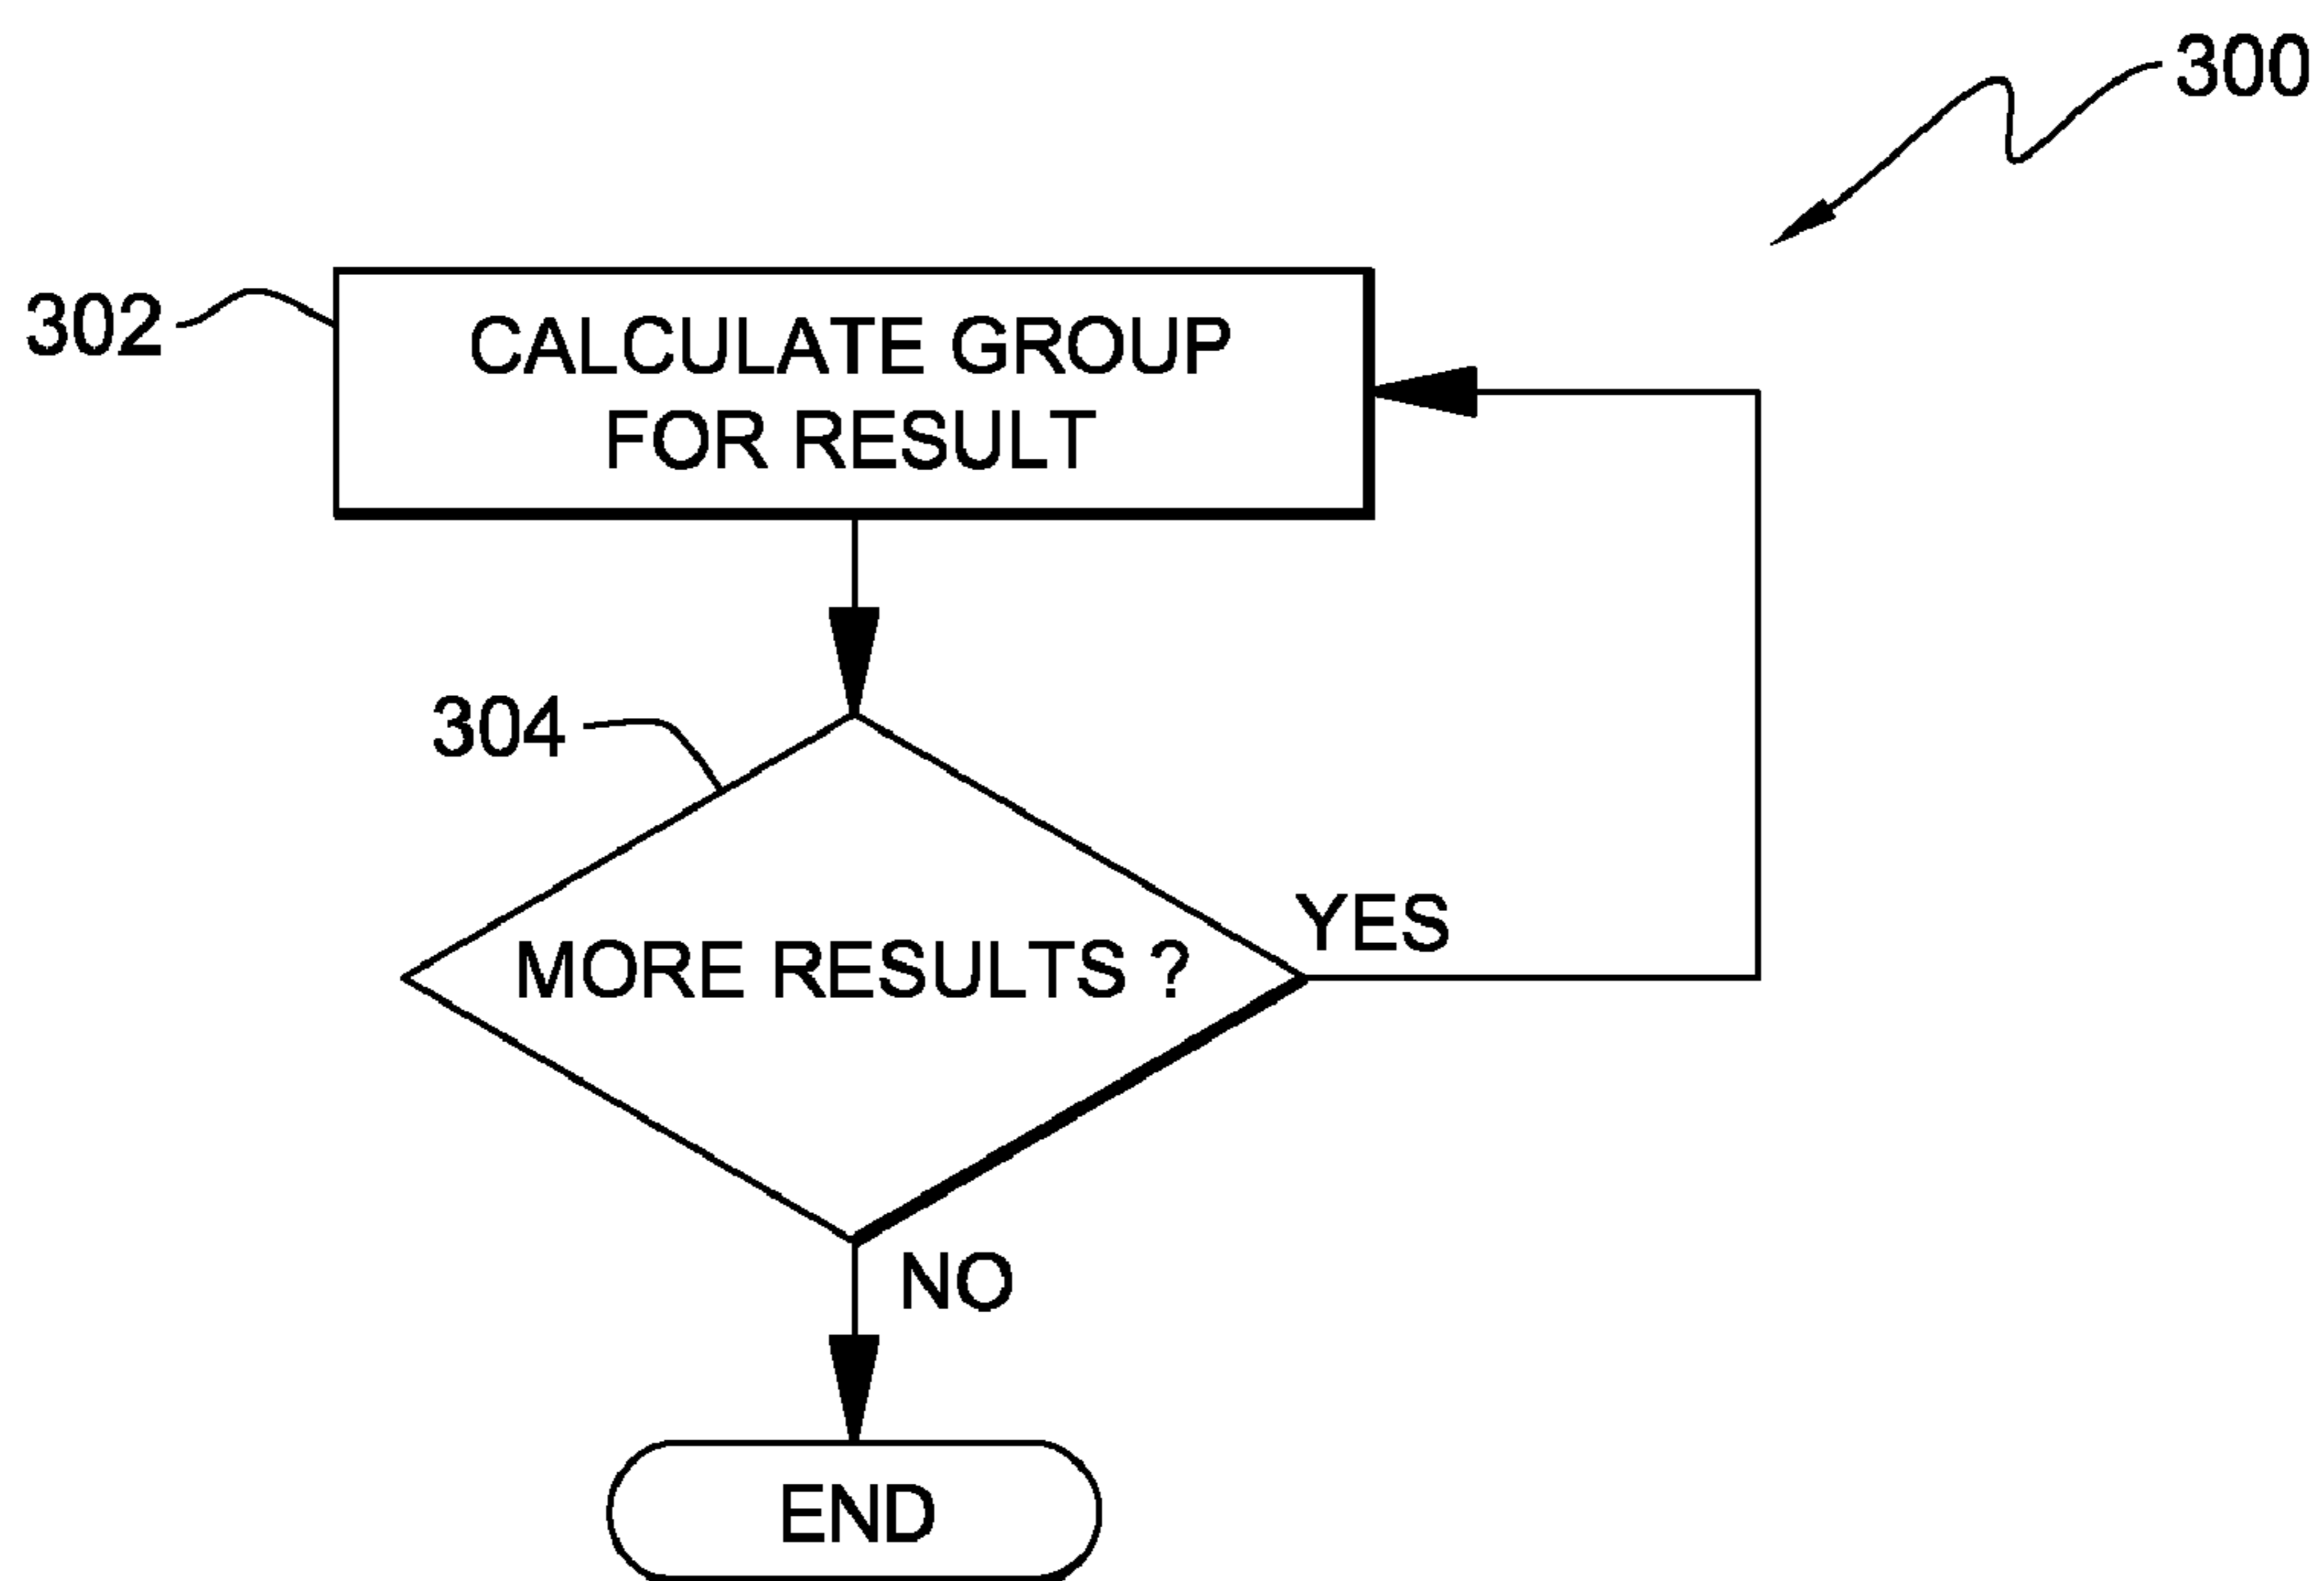 300
302
CALCULATE GROUP
FOR RESULT
304
MORE RESULTS ?
YES
NO
END